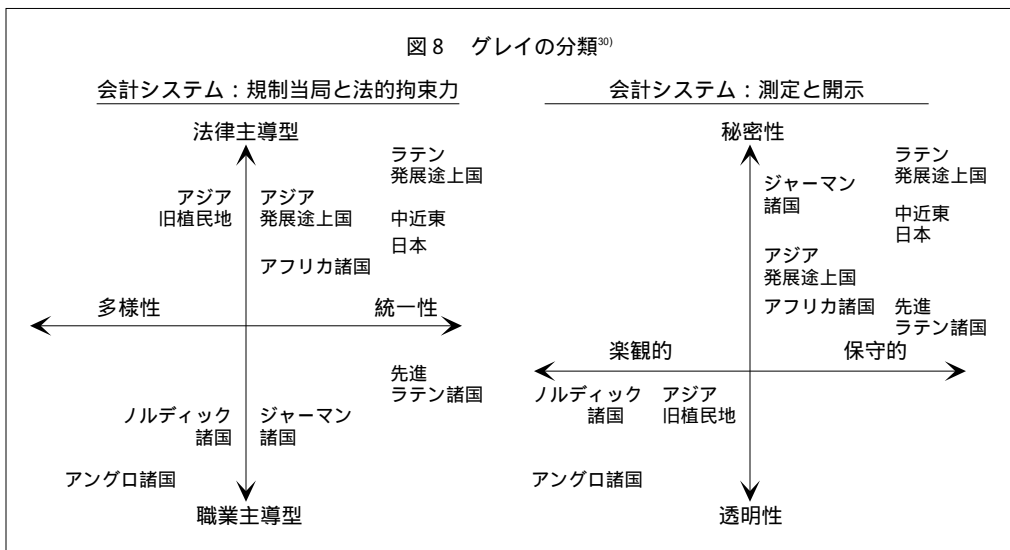 図8 グレイの分類30)
会計システム：規制当局と法的拘束力
法律主導型
ラテン
発展途上国
アジア
旧植民地
アジア
発展途上国
中近東
日本
アフリカ諸国
多様性
統一性
先進
ラテン諸国
ノルディック
諸国
ジャーマン
諸国
アングロ諸国
職業主導型
会計システム：測定と開示
秘密性
ラテン
発展途上国
ジャーマン
諸国
中近東
日本
アジア
発展途上国
アフリカ諸国
先進
ラテン諸国
楽観的
保守的
ノルディック
諸国
アジア
旧植民地
アングロ諸国
透明性